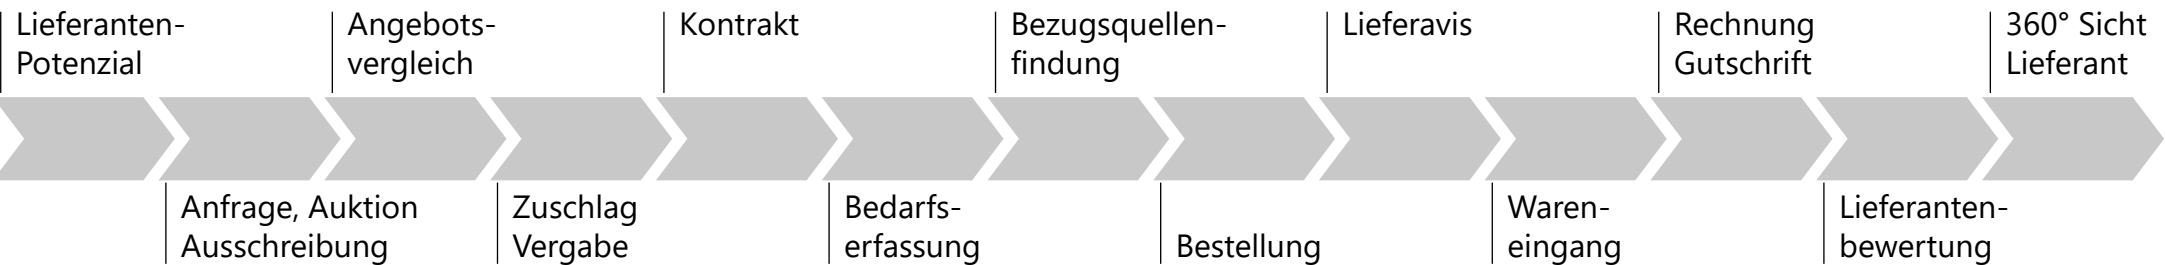 Lieferanten-
Potenzial
Anfrage, Auktion
Ausschreibung
Angebots-
vergleich
Zuschlag
Vergabe
Kontrakt
Bedarfs-
erfassung
Bezugsquellen-
findung
Bestellung
Lieferavis
Waren-
eingang
Rechnung
Gutschrift
Lieferanten-
bewertung
360° Sicht
Lieferant